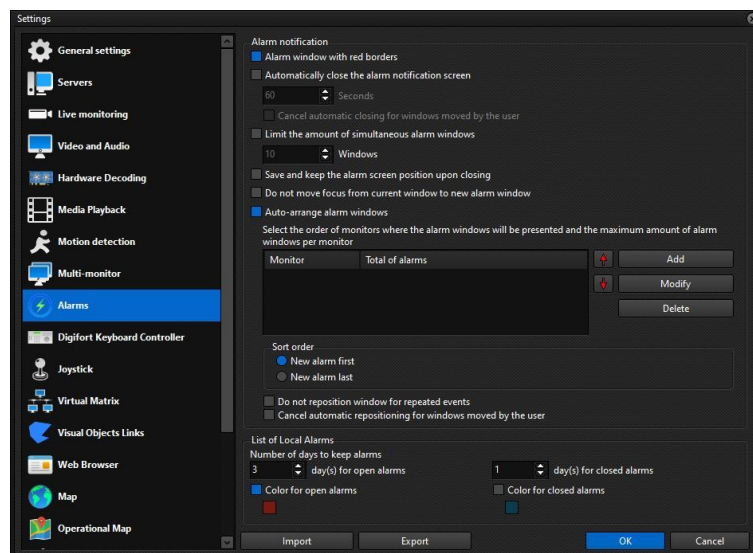 Settings
General settings
Servers
Live monitoring
Video and Audio
Hardware Decoding
Media Playback
Motion detection
Multi-monitor
Alarms
Digifort Keyboard Controller
Joystick
Virtual Matrix
Visual Objects Links
Web Browser
Map
Operational Map
Alarm notification
Alarm window with red borders
Automatically close the alarm notification screen
60 Seconds
Cancel automatic closing for windows moved by the user
Limit the amount of simultaneous alarm windows
10 Windows
Save and keep the alarm screen position upon closing
Do not move focus from current window to new alarm window
Auto-arrange alarm windows
Select the order of monitors where the alarm windows will be presented and the maximum amount of alarm
windows per monitor
Monitor Total of alarms
Add
Modify
Delete
Sort order
New alarm first
New alarm last
Do not reposition window for repeated events
Cancel automatic repositioning for windows moved by the user
List of Local Alarms
Number of days to keep alarms
3 day(s) for open alarms 1 day(s) for closed alarms
Color for open alarms Color for closed alarms
Import Export OK Cancel